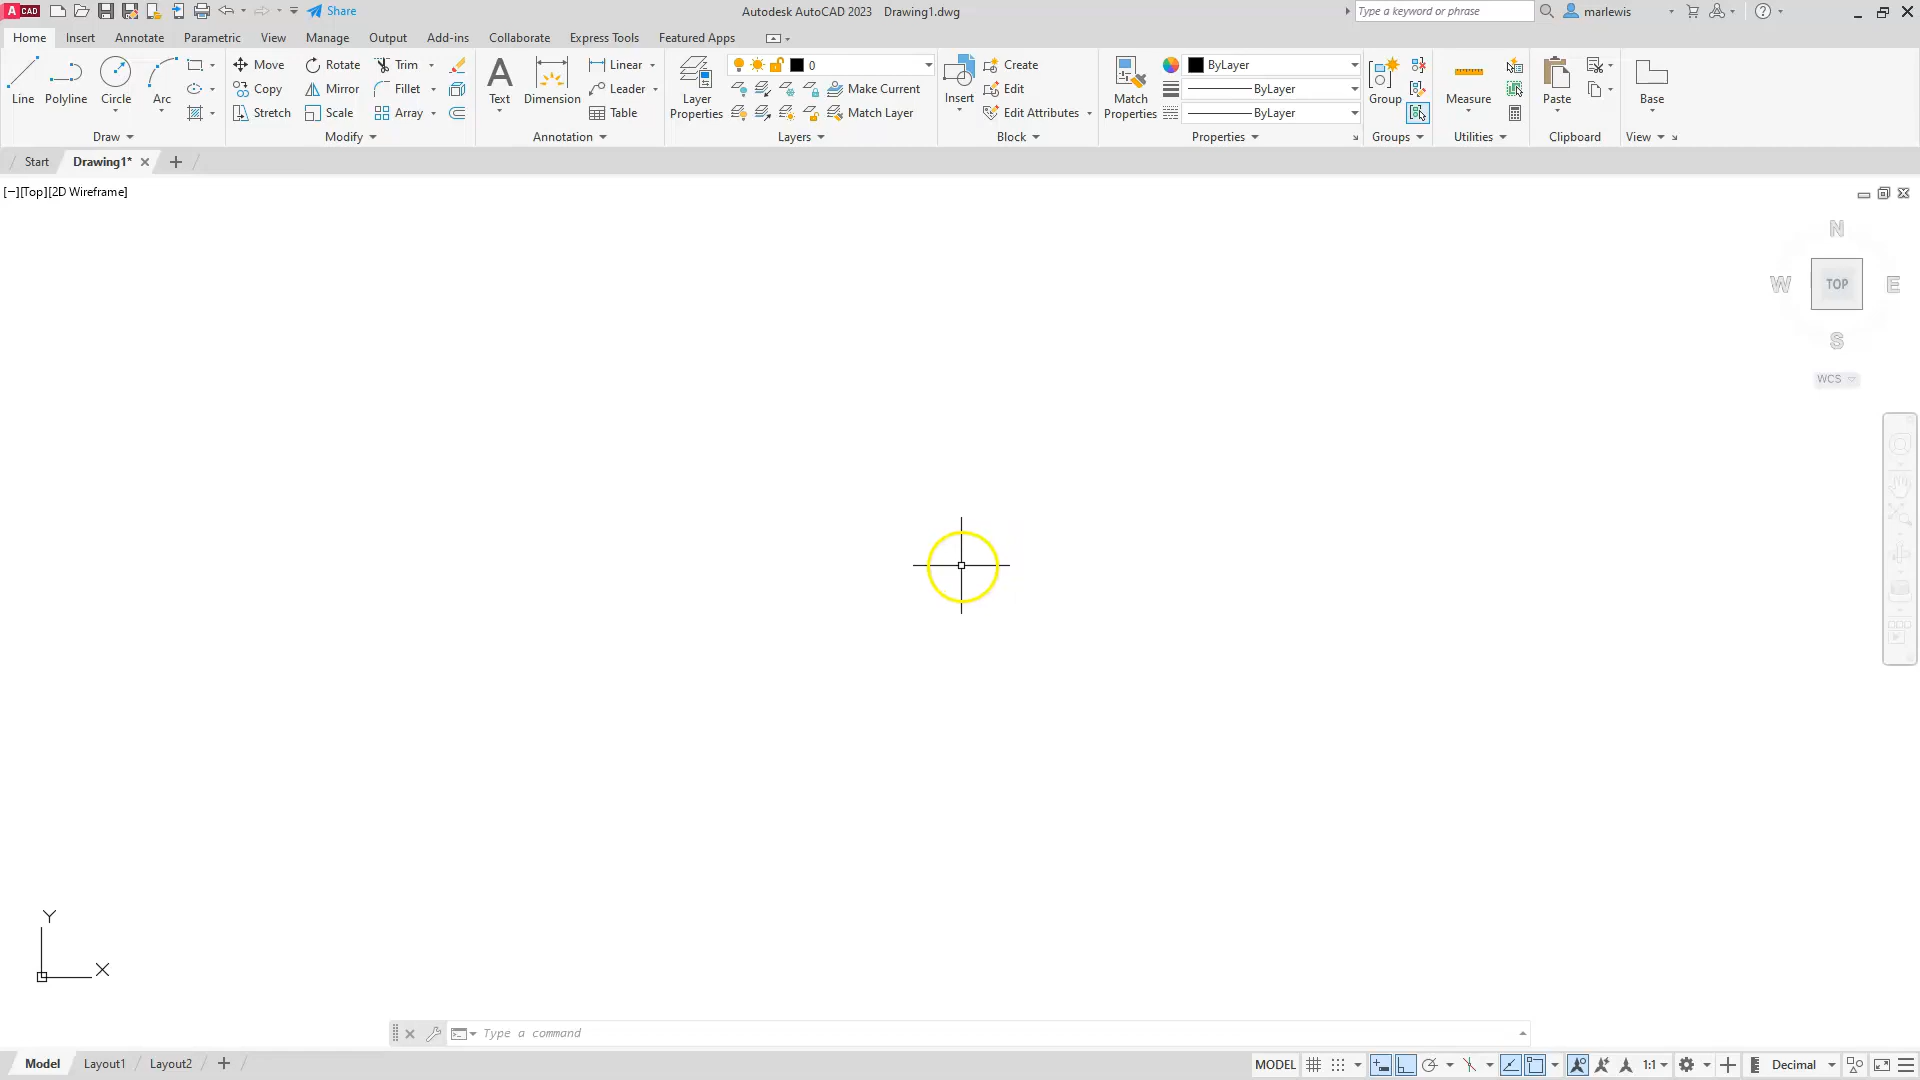 A CAD Share Autodesk AutoCAD 2023 Drawing1.dwg Type a keyword or phrase marlewis
Home Insert Annotate Parametric View Manage Output Add-ins Collaborate Express Tools Featured Apps
Line Polyline Circle Arc
Move Rotate Trim
Copy Mirror Fillet
Stretch Scale Array
Text Dimension
Linear
Leader
Table
Layer Properties
0
Make Current
Match Layer
Insert
Create
Edit
Edit Attributes
Match Properties
ByLayer
ByLayer
ByLayer
Group
Measure
Paste
Base
Draw Modify Annotation Layers Block Properties Groups Utilities Clipboard View
Start Drawing1*
[−][Top][2D Wireframe]
N
W TOP E
S
WCS
Y
X
Type a command
Model Layout1 Layout2 MODEL 1:1 Decimal